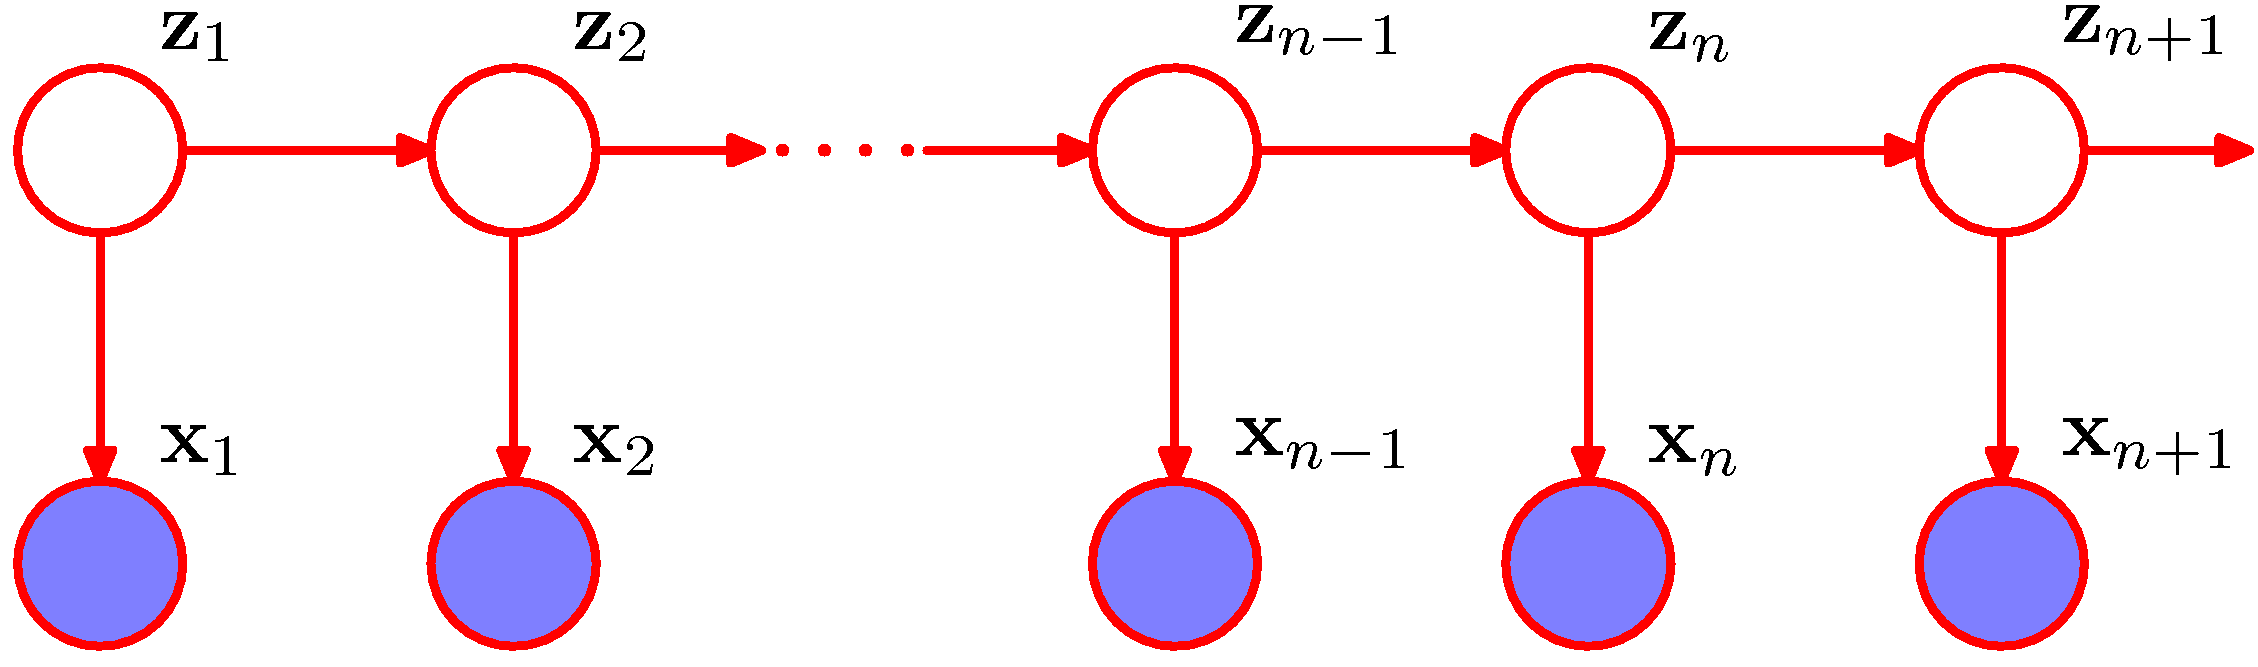 z₁ z₂ zₙ₋₁ zₙ zₙ₊₁
x₁ x₂ xₙ₋₁ xₙ xₙ₊₁